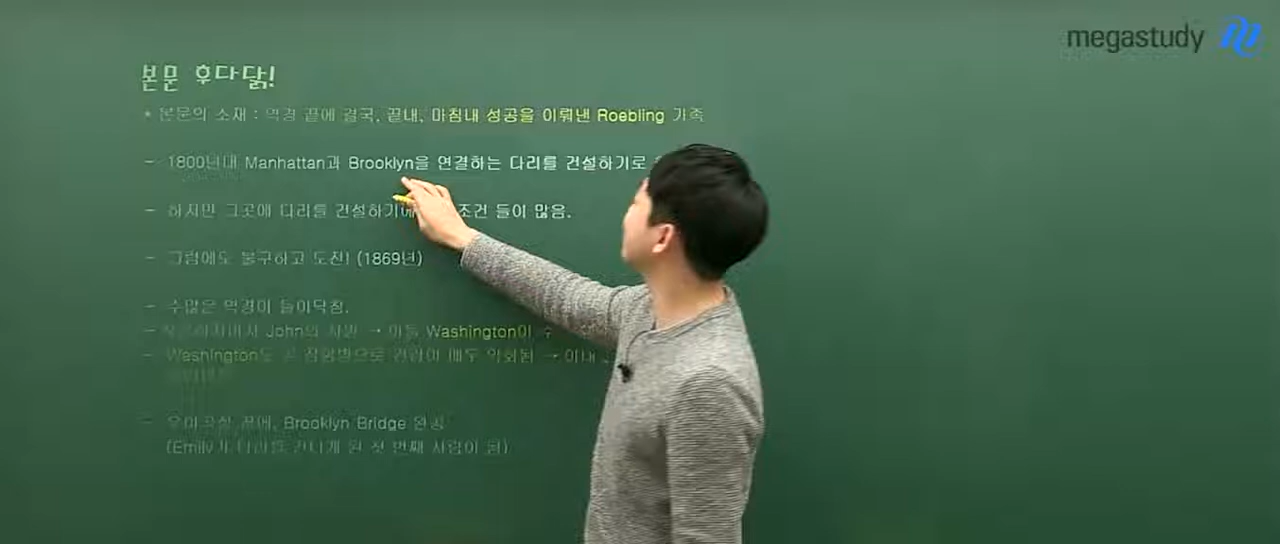 megastudy
본문 후다닭!
* 본문의 소재 : 역경 끝에 결국, 끝내, 마침내 성공을 이뤄낸 Roebling 가족
- 1800년대 Manhattan과 Brooklyn을 연결하는 다리를 건설하기로
- 하지만 그곳에 다리를 건설하기에 조건 들이 많음.
- 그럼에도 불구하고 도전! (1869년)
- 수많은 역경이 들이닥침.
- John의 사망 → 아들 Washington이
- Washington도 곧 잠함병으로 건강이 매우 악화됨 → 아내
- 우여곡절 끝에, Brooklyn Bridge 완공
(Emily가 다리를 건너게 된 첫 번째 사람이 됨)